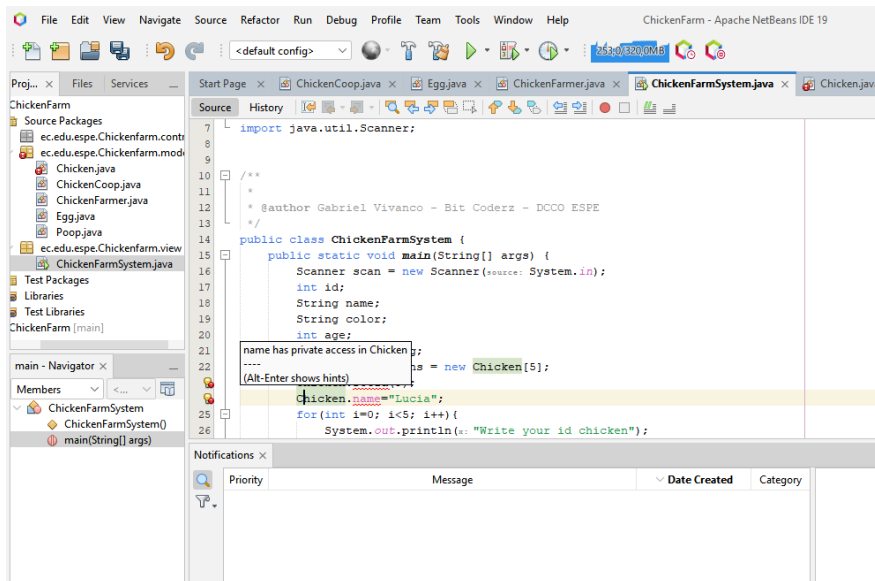 File Edit View Navigate Source Refactor Run Debug Profile Team Tools Window Help ChickenFarm - Apache NetBeans IDE 19
<default config> 253,0/320,0MB
Proj... × Files Services
Start Page × ChickenCoop.java × Egg.java × ChickenFarmer.java × ChickenFarmSystem.java × Chicken.java
Source History
ChickenFarm
Source Packages
ec.edu.espe.Chickenfarm.contr
ec.edu.espe.Chickenfarm.mode
Chicken.java
ChickenCoop.java
ChickenFarmer.java
Egg.java
Poop.java
ec.edu.espe.Chickenfarm.view
ChickenFarmSystem.java
Test Packages
Libraries
Test Libraries
ChickenFarm [main]
7 import java.util.Scanner;
8
9
10 /**
11 *
12 * @author Gabriel Vivanco - Bit Coderz - DCCO ESPE
13 */
14 public class ChickenFarmSystem {
15 public static void main(String[] args) {
16 Scanner scan = new Scanner(source: System.in);
17 int id;
18 String name;
19 String color;
20 int age;
21 g;
22 ns = new Chicken[5];
name has private access in Chicken
----
(Alt-Enter shows hints)
Chicken.name="Lucia";
25 for(int i=0; i<5; i++){
26 System.out.println(x: "Write your id chicken");
main - Navigator ×
Members <...
ChickenFarmSystem
ChickenFarmSystem()
main(String[] args)
Notifications ×
Priority Message Date Created Category